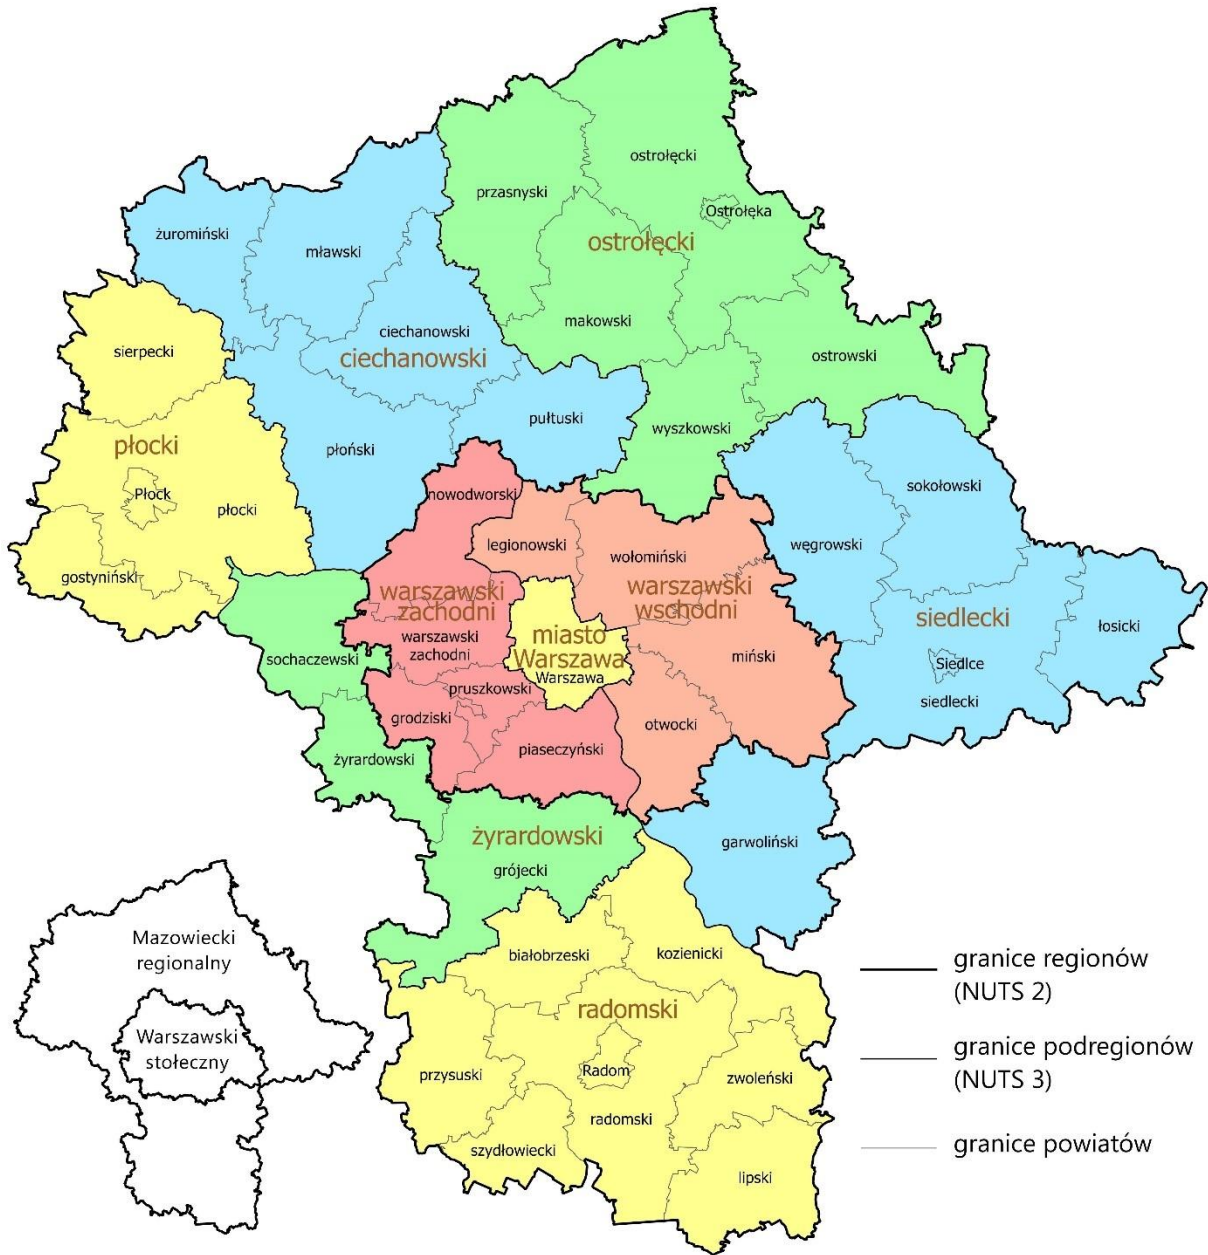 ostrołęcki
przasnyski
Ostrołęka
żuromiński
mławski
ostrołęcki
makowski
ciechanowski
ciechanowski
sierpecki
ostrowski
pułtuski
wyszkowski
płocki
płoński
Płock
płocki
nowodworski
sokołowski
legionowski
wołomiński
węgrowski
gostyniński
warszawski
zachodni
warszawski
wschodni
siedlecki
łosicki
warszawski
zachodni
miasto
Warszawa
Warszawa
miński
sochaczewski
Siedlce
siedlecki
pruszkowski
grodziski
otwocki
piaseczyński
żyrardowski
żyrardowski
garwoliński
grójecki
białobrzeski
kozienicki
radomski
przysuski
Radom
zwoleński
radomski
szydłowiecki
lipski
Mazowiecki
regionalny
Warszawski
stołeczny
granice regionów
(NUTS 2)
granice podregionów
(NUTS 3)
granice powiatów